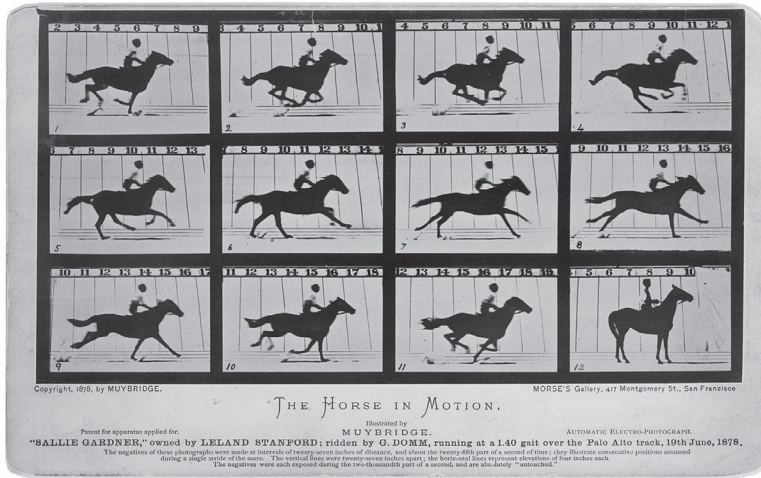 2 3 4 5 6 7 8 9
1
3 4 5 6 7 8 9 10
2
4 5 6 7 8 9 10 11
3
6 7 8 9 10 11 12
4
7 8 9 10 11 12 13
5
7 8 9 10 11 12 13 14
6
8 9 10 11 12 13 14 15
7
9 10 11 12 13 14 15 16
8
10 11 12 13 14 15 16 17
9
11 12 13 14 15 16 17 18
10
12 13 14 15 16 17 18 19
11
5 6 7 8 9 10
12
Copyright, 1878, by MUYBRIDGE.
MORSE'S Gallery, 417 Montgomery St., San Francisco
THE HORSE IN MOTION.
Illustrated by
MUYBRIDGE.
Patent for apparatus applied for.
AUTOMATIC ELECTRO-PHOTOGRAPH.
"SALLIE GARDNER," owned by LELAND STANFORD; ridden by G. DOMM, running at a 1.40 gait over the Palo Alto track, 19th June, 1878.
The negatives of these photographs were made at intervals of twenty-seven inches of distance, and about the twenty-fifth part of a second of time; they illustrate consecutive positions assumed
during a single stride of the mare. The vertical lines were twenty-seven inches apart; the horizontal lines represent elevations of four inches each.
The negatives were each exposed during the two-thousandth part of a second, and are absolutely "untouched."